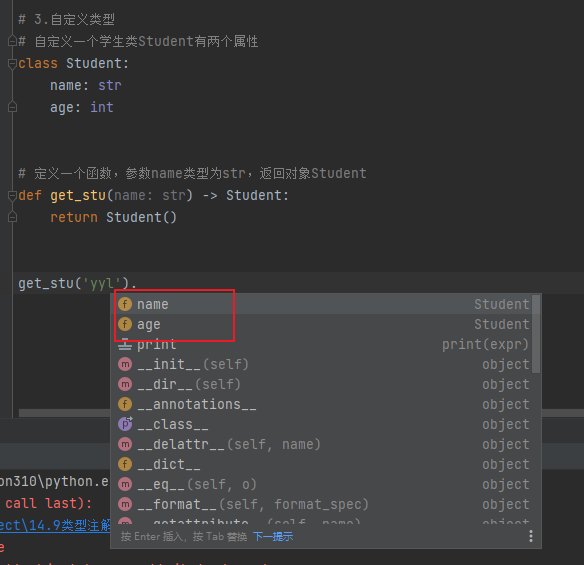 # 3.自定义类型
# 自定义一个学生类Student有两个属性
class Student:
    name: str
    age: int
# 定义一个函数，参数name类型为str，返回对象Student
def get_stu(name: str) -> Student:
    return Student()
get_stu('yyl').
f name Student
f age Student
print print(expr)
m __init__(self) object
m __dir__(self) object
f __annotations__ object
p __class__ object
m __delattr__(self, name) object
f __dict__ object
m __eq__(self, o) object
m __format__(self, format_spec) object
m __getattribute__(self, name) object
按 Enter 插入，按 Tab 替换 下一提示
on310\python.e
call last):
ect\14.9类型注解
e